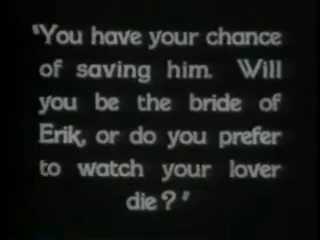 "You have your chance
of saving him. Will
you be the bride of
Erik, or do you prefer
to watch your lover
die?"